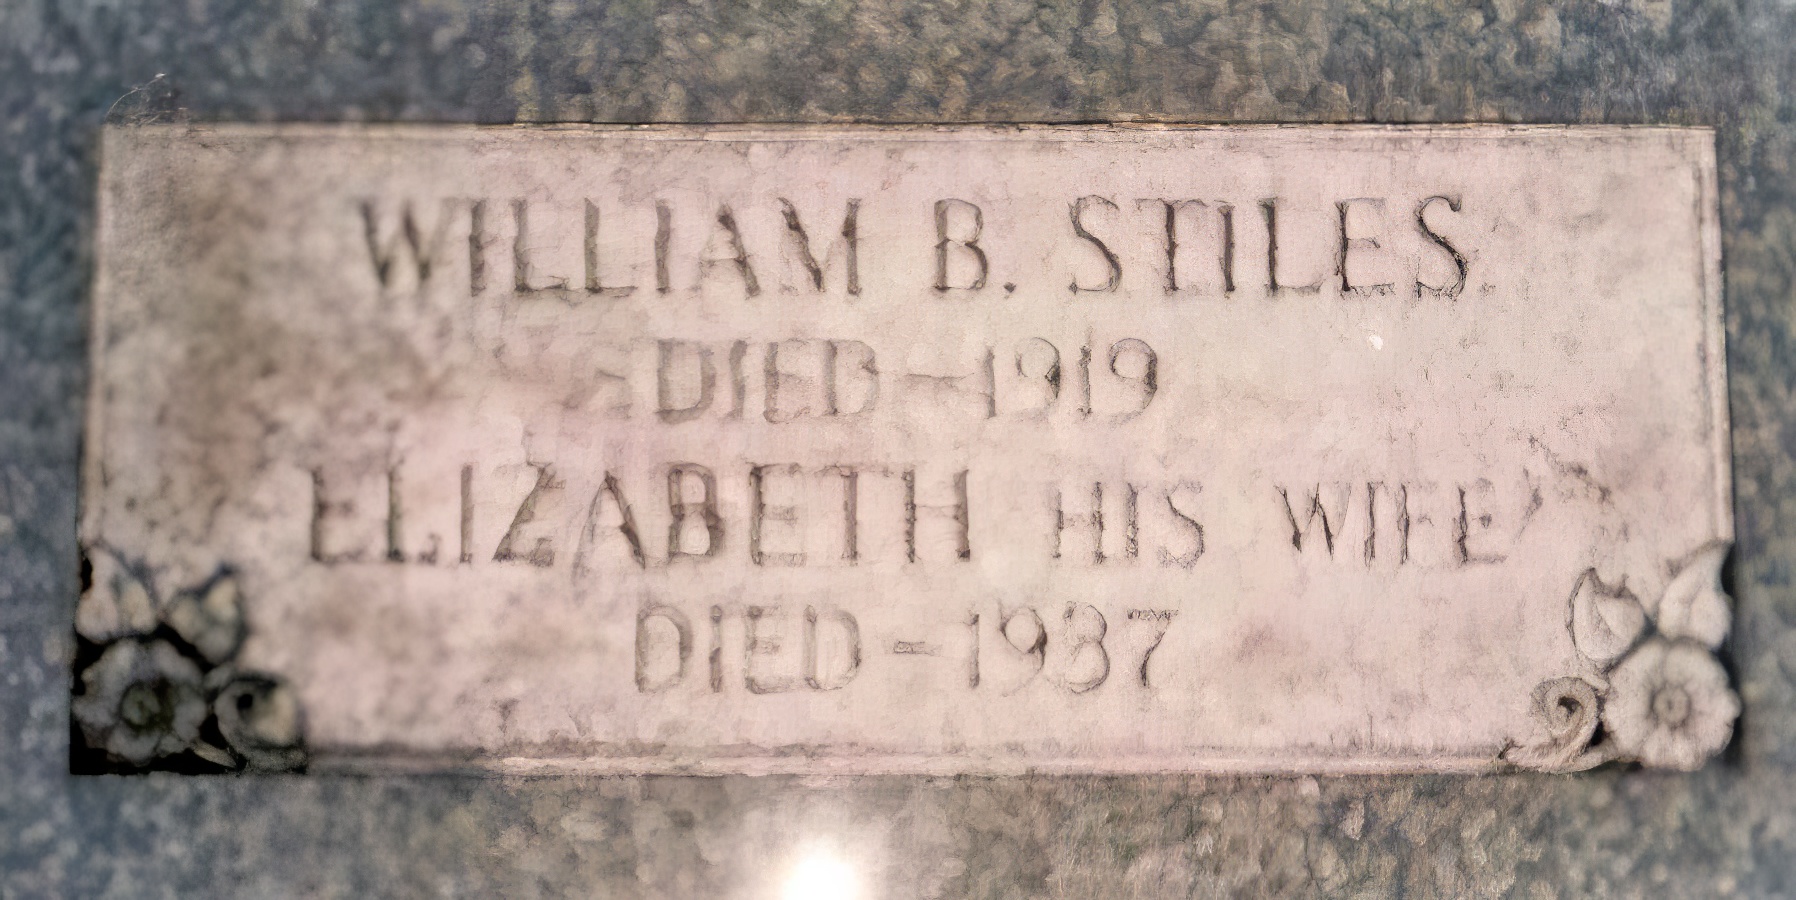 WILLIAM B. STILES
DIED - 1919
ELIZABETH HIS WIFE
DIED - 1937